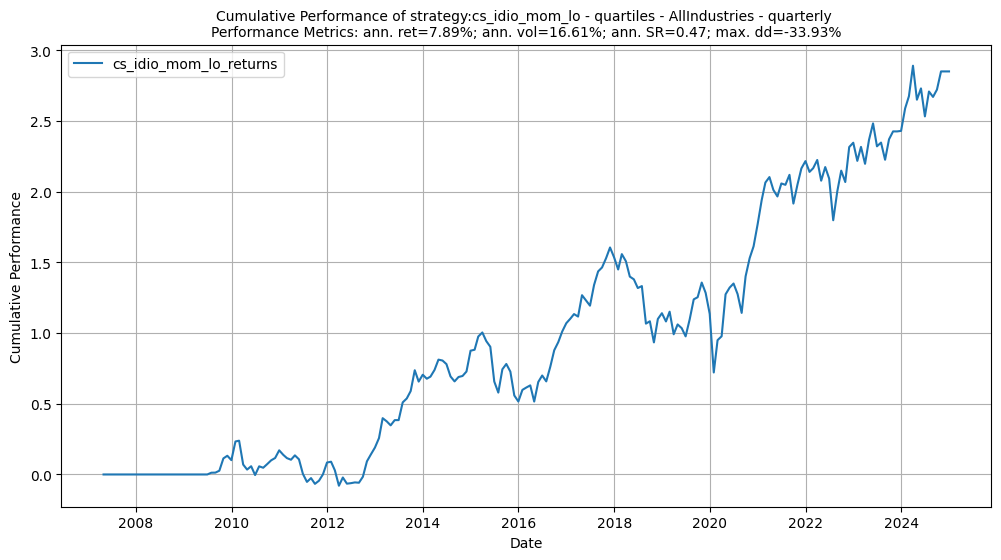 Cumulative Performance of strategy:cs_idio_mom_lo - quartiles - AllIndustries - quarterly
Performance Metrics: ann. ret=7.89%; ann. vol=16.61%; ann. SR=0.47; max. dd=-33.93%
cs_idio_mom_lo_returns
Cumulative Performance
3.0
2.5
2.0
1.5
1.0
0.5
0.0
2008 2010 2012 2014 2016 2018 2020 2022 2024
Date